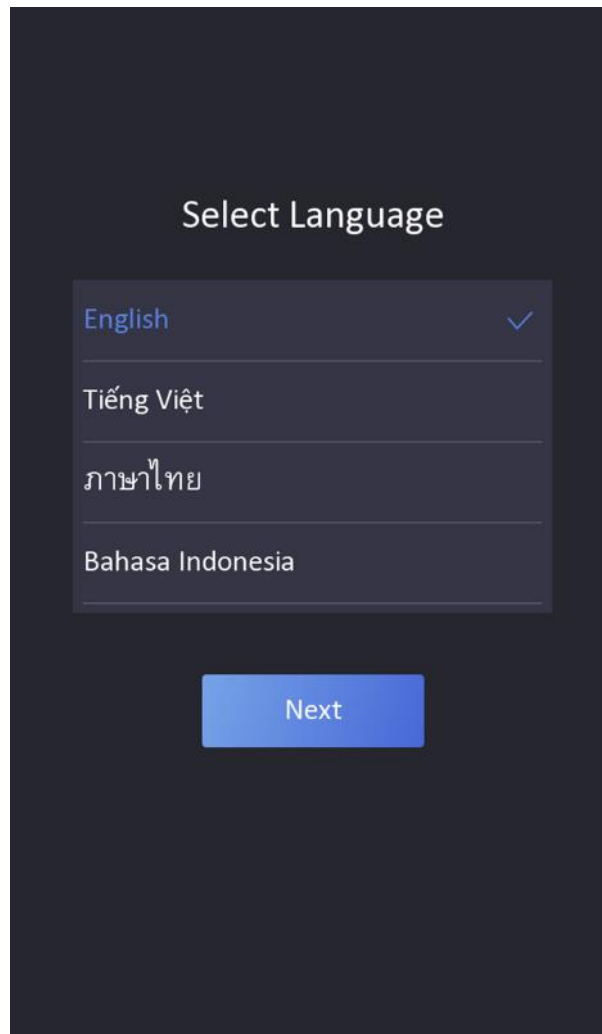 Select Language
English
Tiếng Việt
ภาษาไทย
Bahasa Indonesia
Next